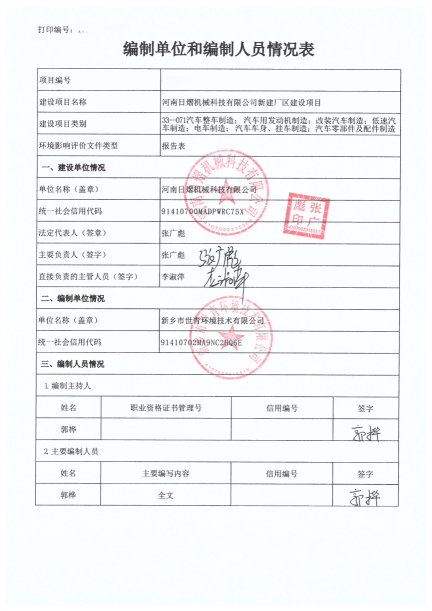 打印编号：
编制单位和编制人员情况表
项目编号
建设项目名称 河南日熠机械科技有限公司新建厂区建设项目
建设项目类别 33—071汽车整车制造；汽车用发动机制造；改装汽车制造；低速汽车制造；电车制造；汽车车身、挂车制造；汽车零部件及配件制造
环境影响评价文件类型 报告表
一、建设单位情况
单位名称（盖章） 河南日熠机械科技有限公司
统一社会信用代码 91410700MADPWRC75X
法定代表人（签章） 张广彪
主要负责人（签字） 张广彪 张广彪
直接负责的主管人员（签字） 李淑萍
二、编制单位情况
单位名称（盖章） 新乡市世青环境技术有限公司
统一社会信用代码 91410702MA9NC20Q6E
三、编制人员情况
1.编制主持人
姓名 职业资格证书管理号 信用编号 签字
郭桦 郭桦
2.主要编制人员
姓名 主要编写内容 信用编号 签字
郭桦 全文 郭桦